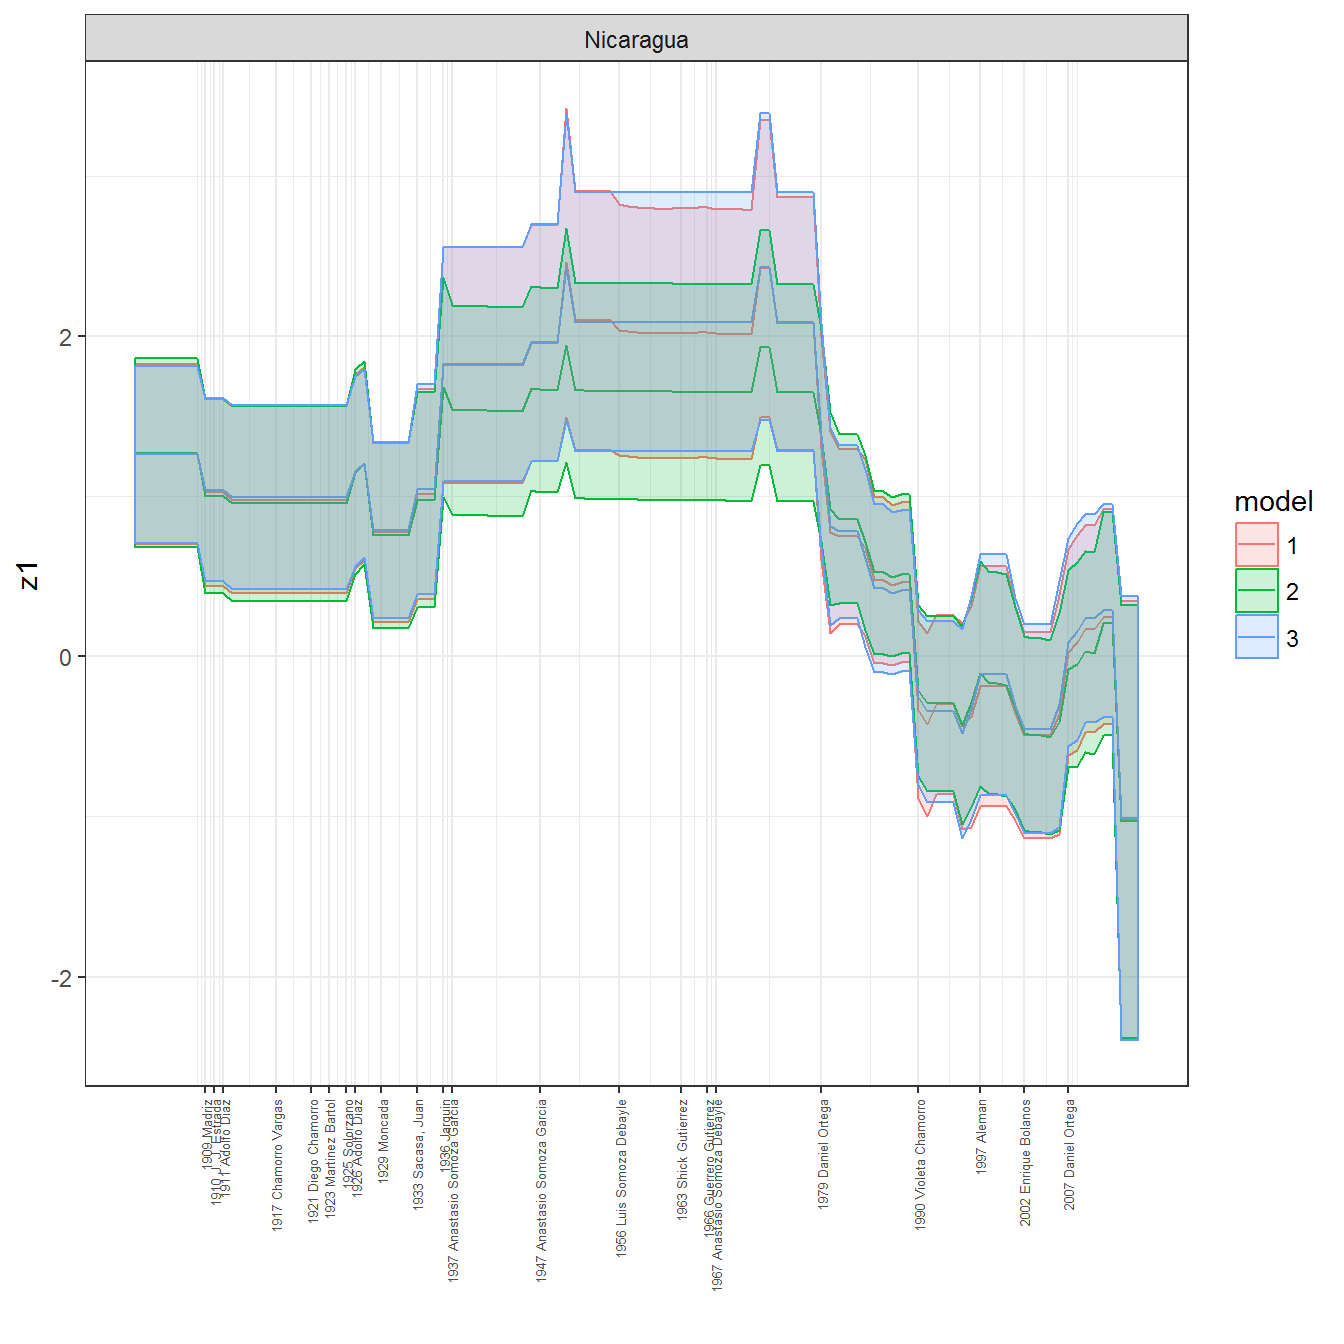 Nicaragua
z1
2
0
-2
model
1
2
3
1909 Madriz
1910 J. J. Estrada
1911 Adolfo Diaz
1917 Chamorro Vargas
1921 Diego Chamorro
1923 Martinez Bartol
1925 Solorzano
1926 Adolfo Diaz
1929 Moncada
1933 Sacasa, Juan
1936 Jarquin
1937 Anastasio Somoza Garcia
1947 Anastasio Somoza Garcia
1956 Luis Somoza Debayle
1963 Shick Gutierrez
1966 Guerrero Gutierrez
1967 Anastasio Somoza Debayle
1979 Daniel Ortega
1990 Violeta Chamorro
1997 Aleman
2002 Enrique Bolanos
2007 Daniel Ortega